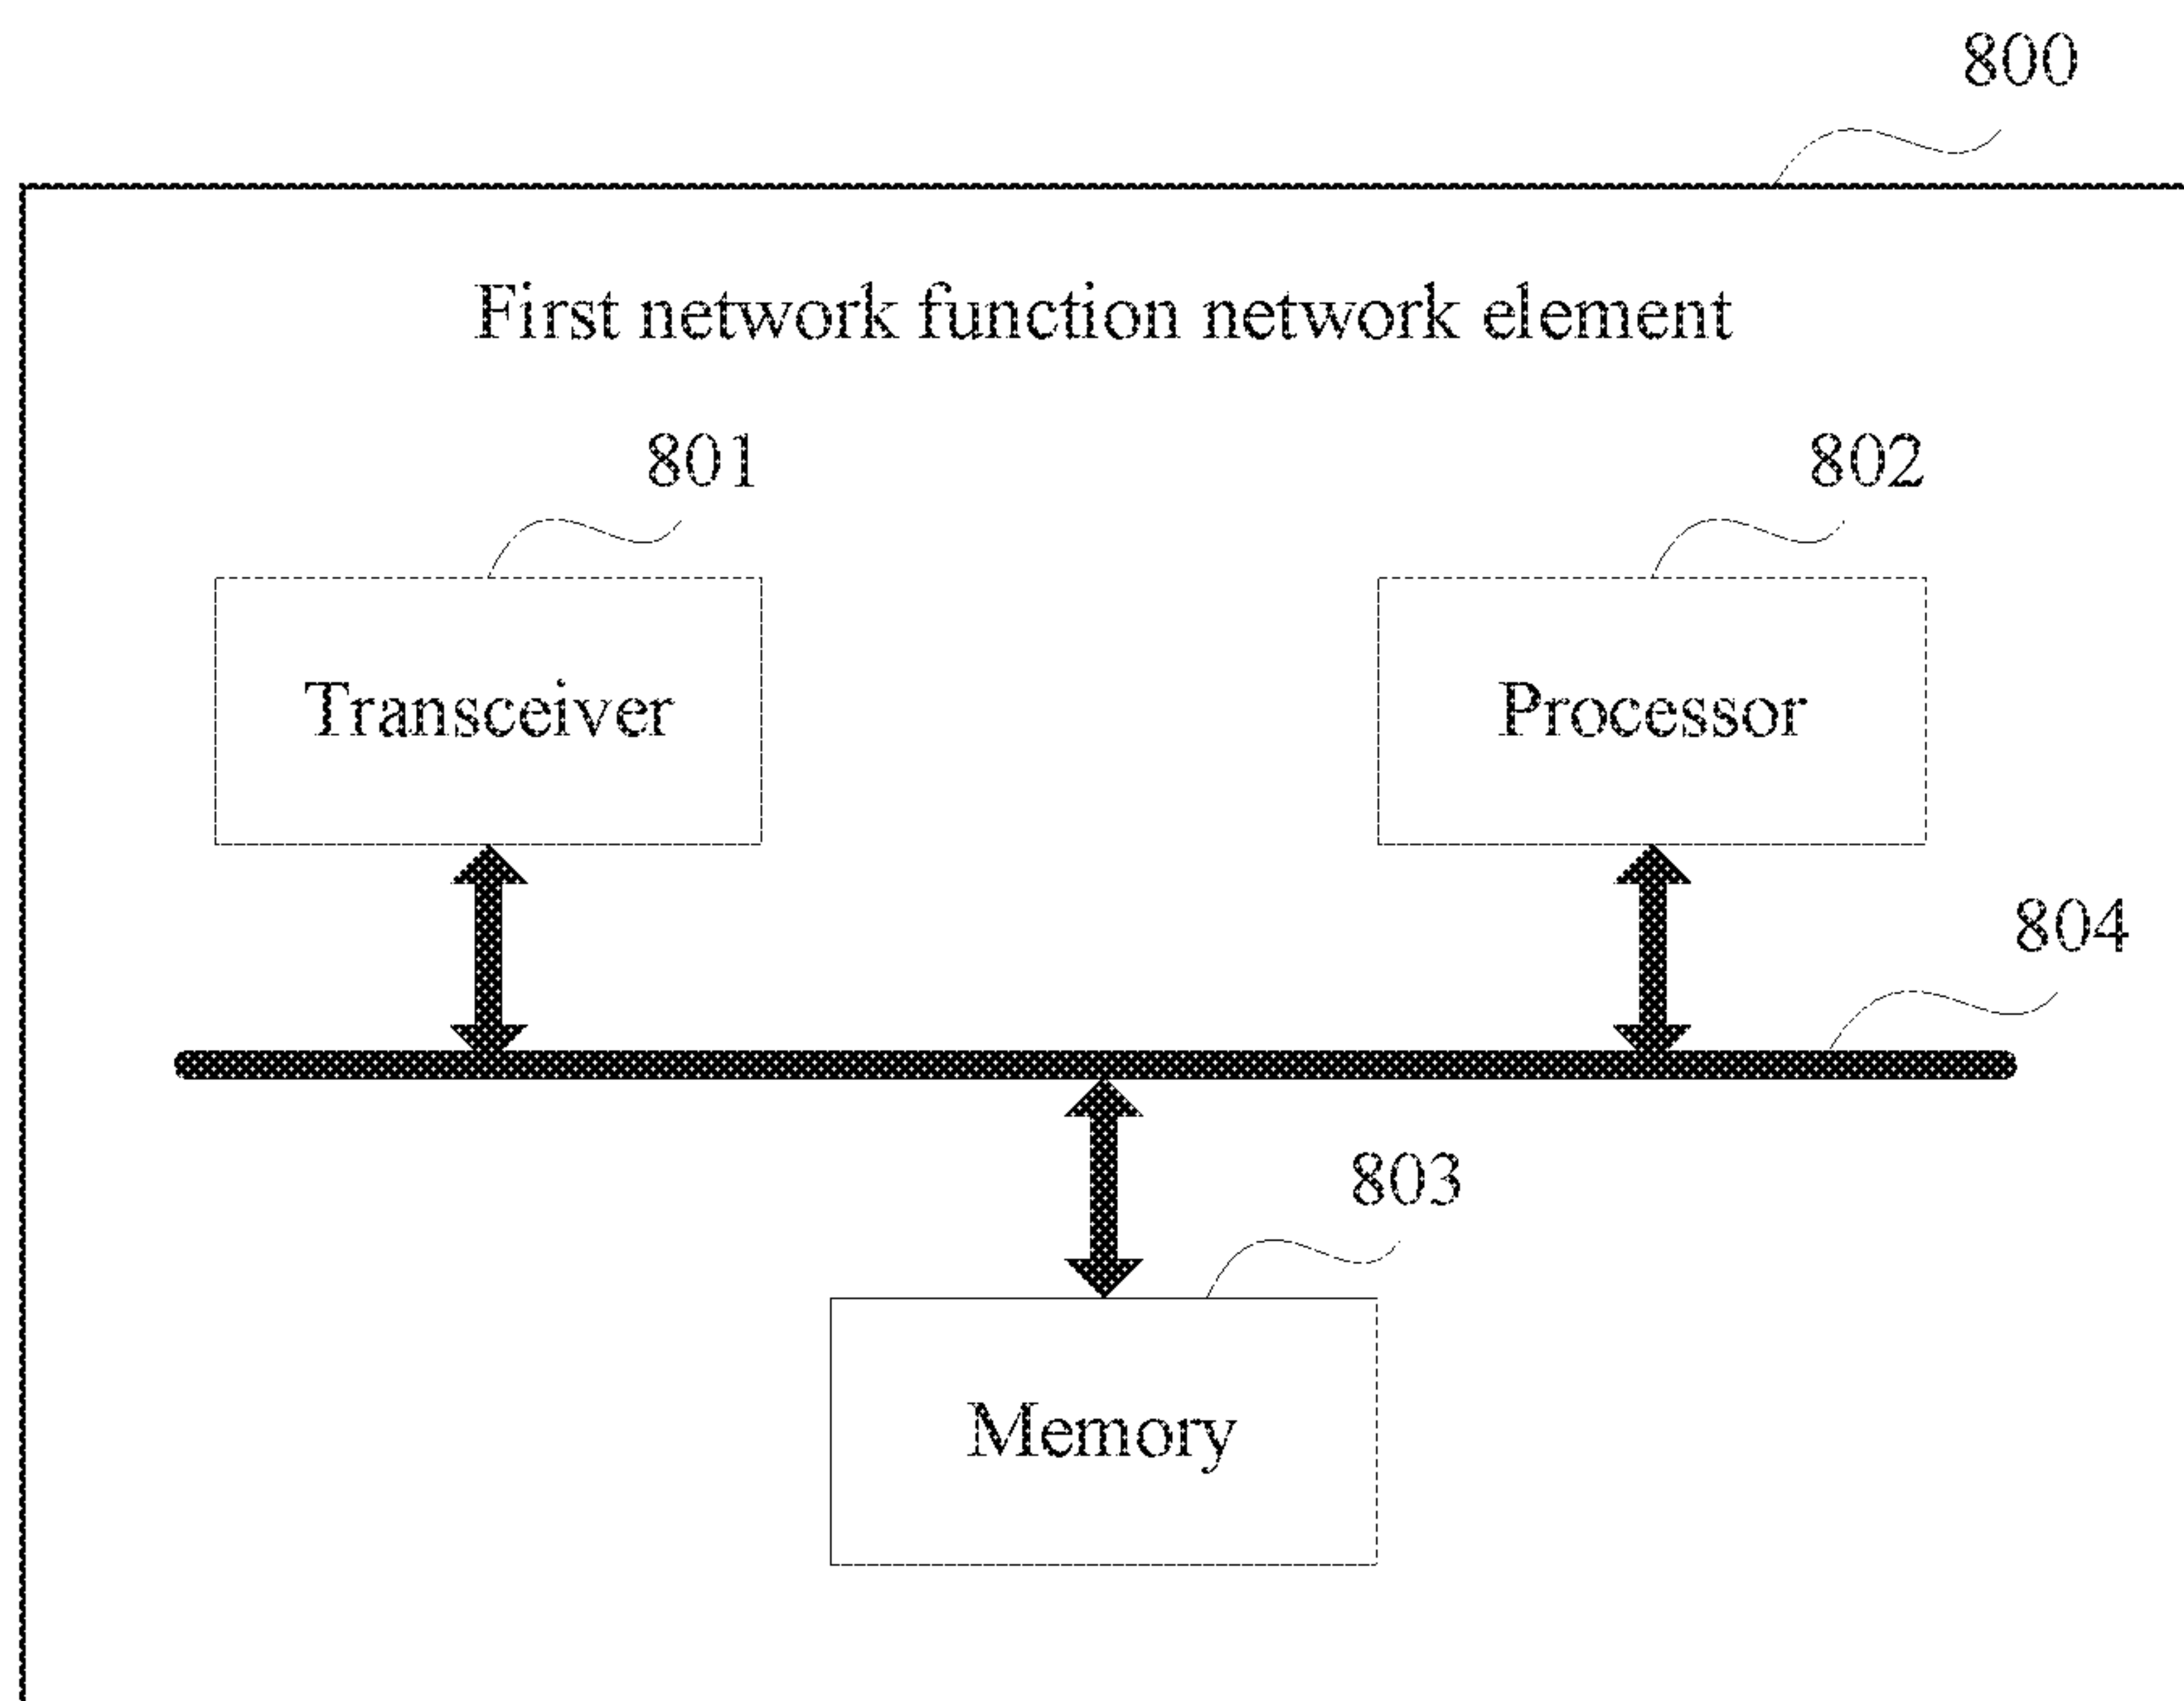 800
First network function network element
801
802
Transceiver
Processor
804
803
Memory